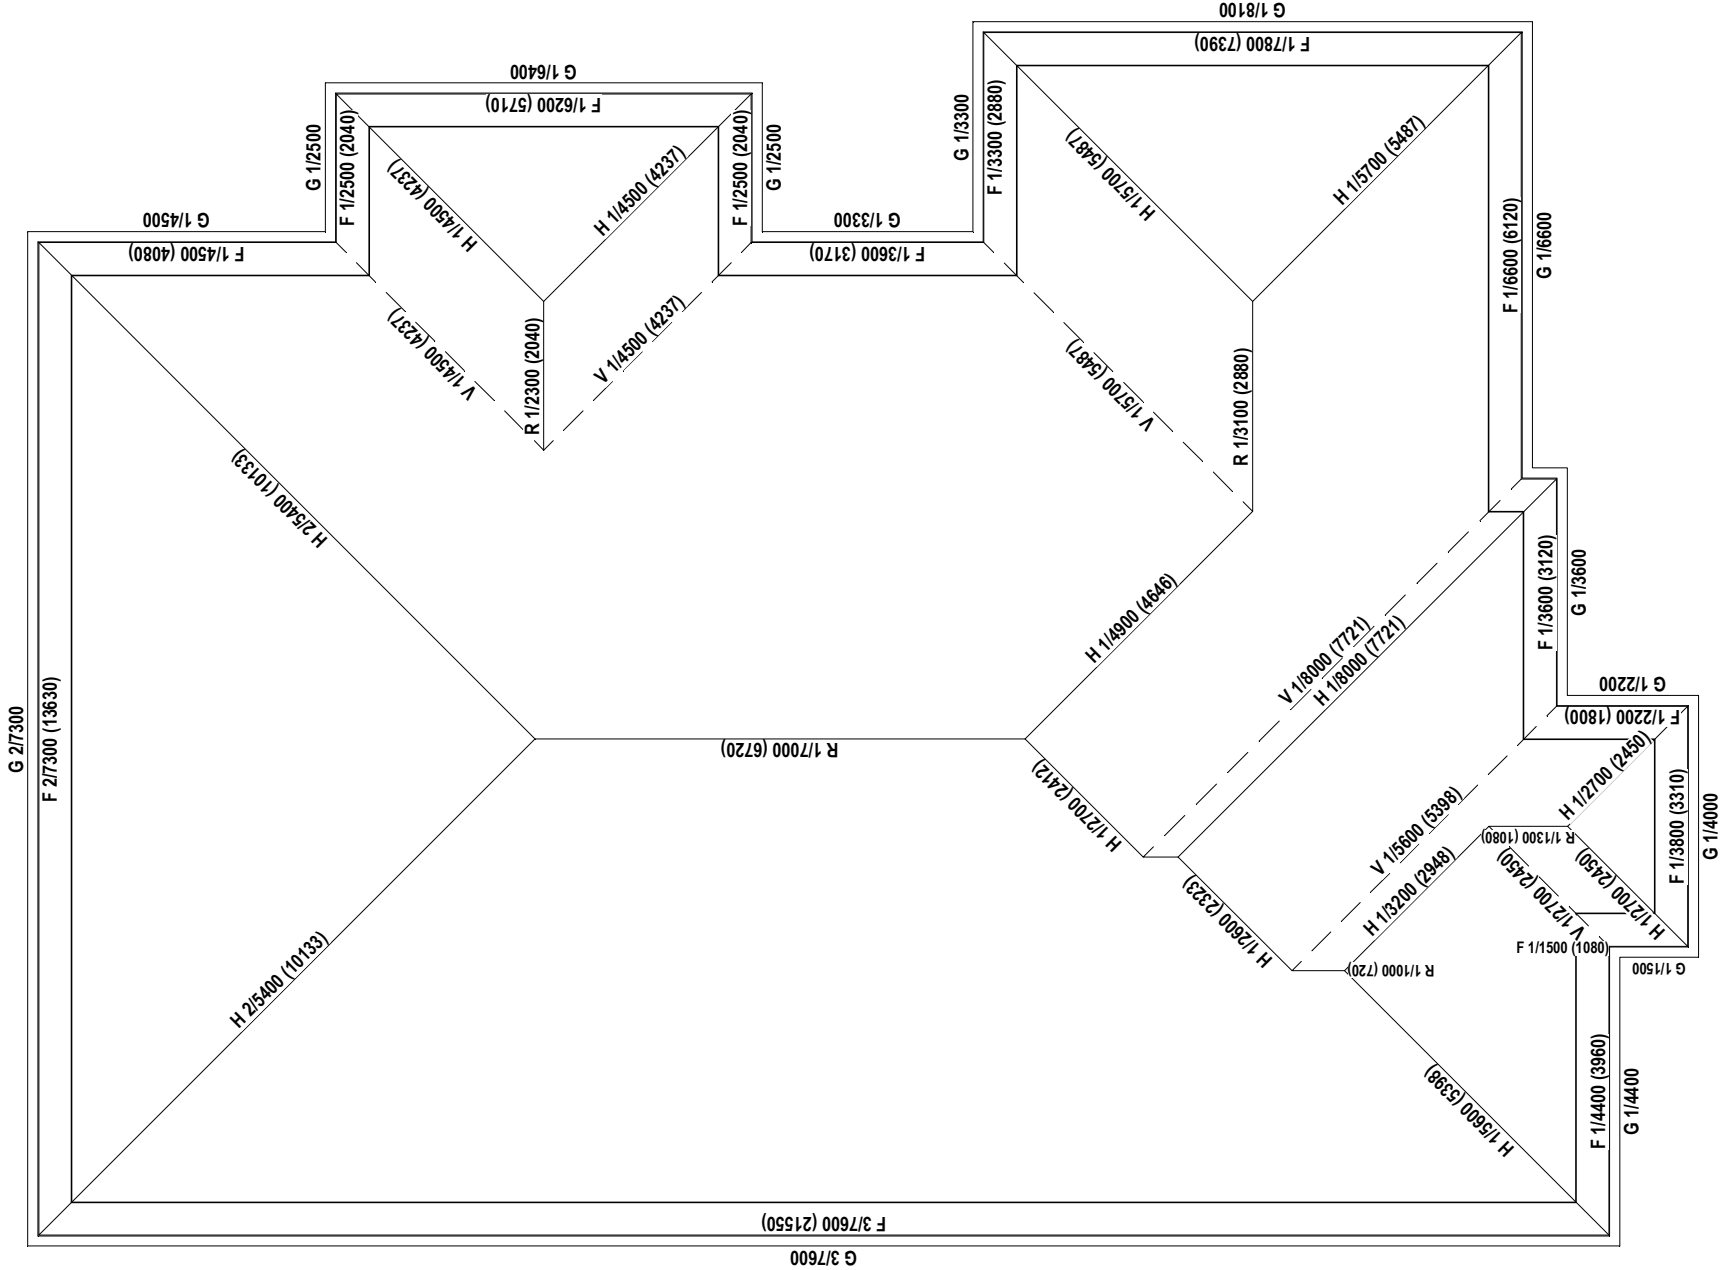 G 1/8100
F 1/7800 (7390)
G 1/6400
F 1/6200 (5710)
G 1/3300
F 1/3300 (2880)
G 1/2500
F 1/2500 (2040)
F 1/2500 (2040)
G 1/2500
H 1/5700 (5487)
H 1/5700 (5487)
H 1/4500 (4237)
H 1/4500 (4237)
G 1/4500
F 1/4500 (4080)
G 1/3300
F 1/3600 (3170)
F 1/6600 (6120)
G 1/6600
V 1/4500 (4237)
R 1/2300 (2040)
V 1/4500 (4237)
V 1/5700 (5487)
R 1/3100 (2880)
H 2/5400 (10133)
G 2/7300
F 2/7300 (13630)
H 1/4900 (4646)
F 1/3600 (3120)
G 1/3600
V 1/8000 (7721)
H 1/8000 (7721)
G 1/2200
F 1/2200 (1800)
R 1/7000 (6720)
H 1/2700 (2412)
H 1/2700 (2450)
V 1/5600 (5398)
R 1/1300 (1080)
F 1/3800 (3310)
G 1/4000
H 1/2600 (2323)
H 1/3200 (2948)
V 1/2700 (2450)
H 1/2700 (2450)
F 1/1500 (1080)
G 1/1500
R 1/1000 (720)
H 2/5400 (10133)
H 1/5600 (5398)
F 1/4400 (3960)
G 1/4400
F 3/7600 (21550)
G 3/7600